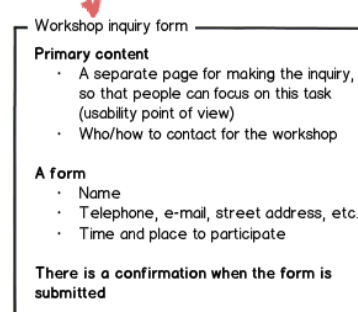 Workshop inquiry form
Primary content
· A separate page for making the inquiry,
so that people can focus on this task
(usability point of view)
· Who/how to contact for the workshop
A form
· Name
· Telephone, e-mail, street address, etc.
· Time and place to participate
There is a confirmation when the form is
submitted